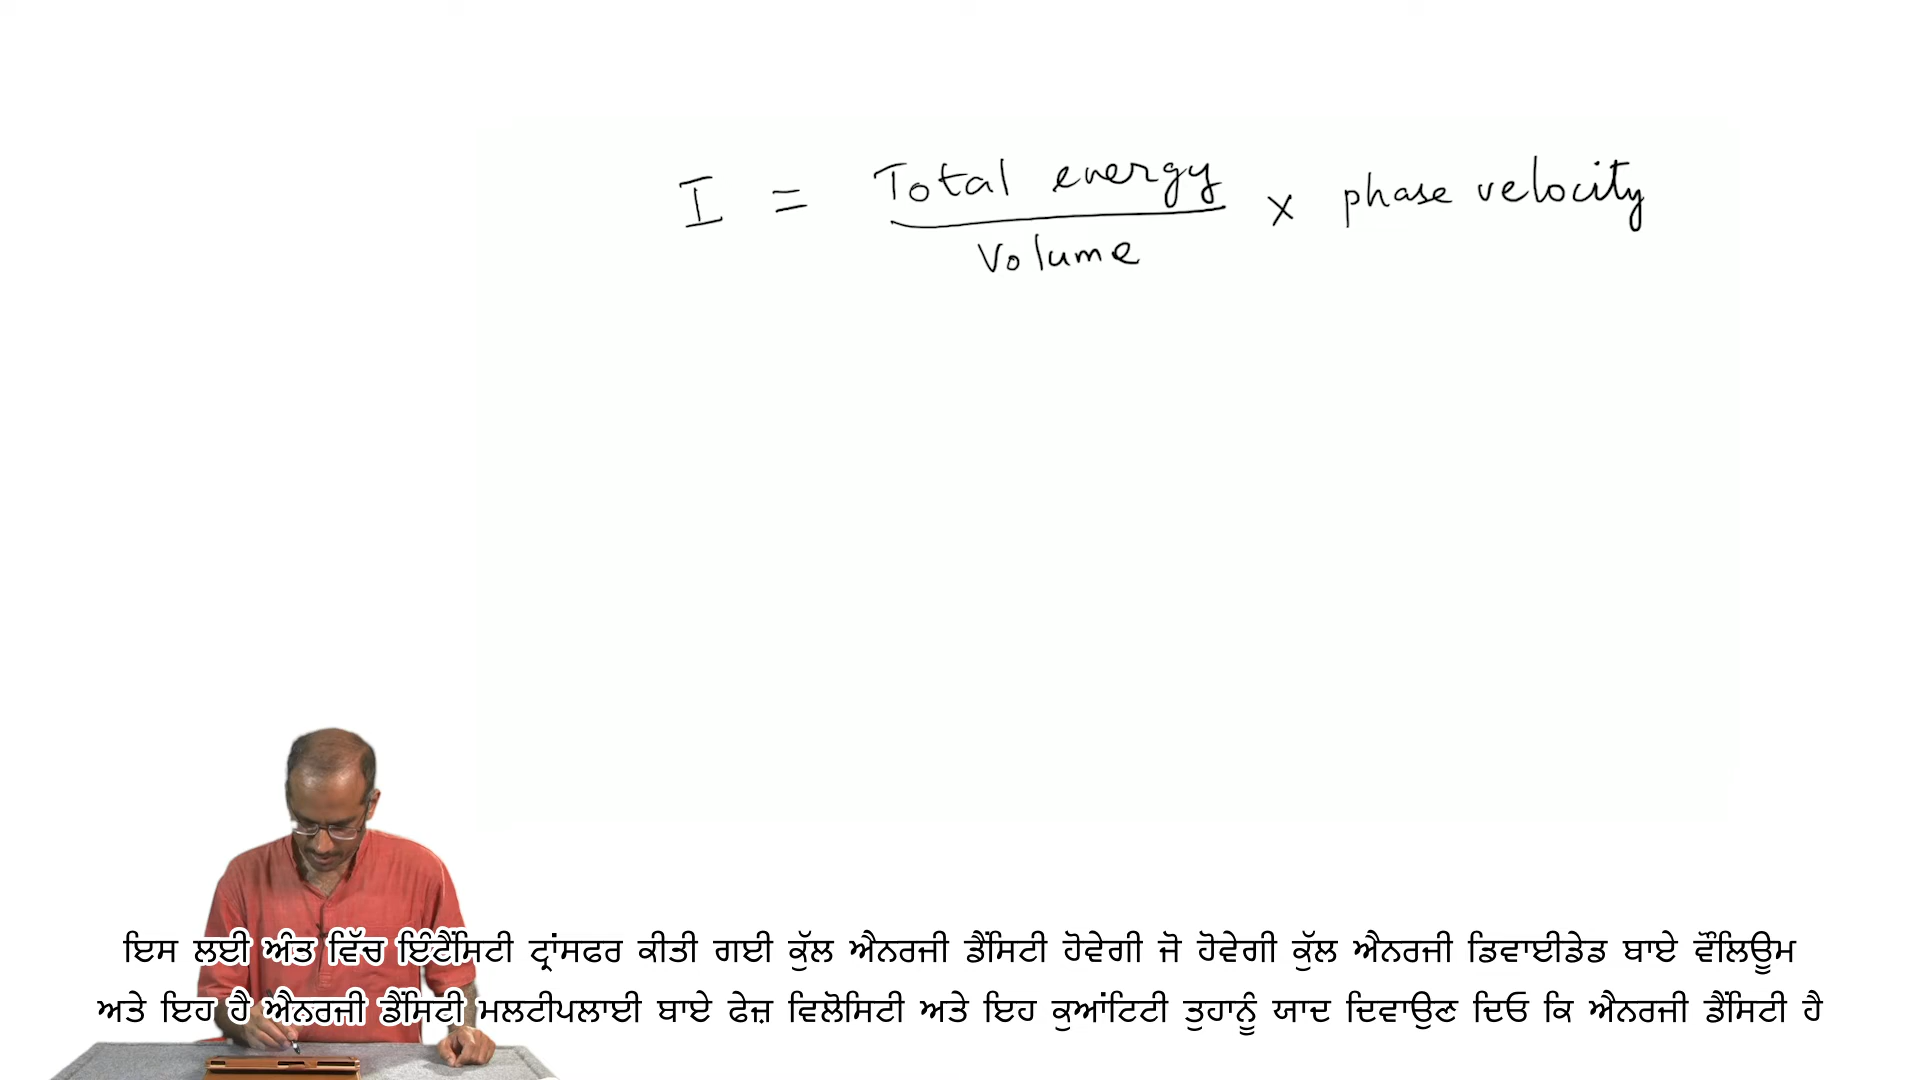 I = Total energy / Volume × phase velocity
ਇਸ ਲਈ ਅੰਤ ਵਿੱਚ ਇੰਟੈਂਸਿਟੀ ਟ੍ਰਾਂਸਫਰ ਕੀਤੀ ਗਈ ਕੁੱਲ ਐਨਰਜੀ ਡੈਂਸਿਟੀ ਹੋਵੇਗੀ ਜੋ ਹੋਵੇਗੀ ਕੁੱਲ ਐਨਰਜੀ ਡਿਵਾਈਡੇਡ ਬਾਏ ਵੌਲਿਊਮ
ਅਤੇ ਇਹ ਹੈ ਐਨਰਜੀ ਡੈਂਸਿਟੀ ਮਲਟੀਪਲਾਈ ਬਾਏ ਫੇਜ਼ ਵਿਲੋਸਿਟੀ ਅਤੇ ਇਹ ਕੁਆਂਟਿਟੀ ਤੁਹਾਨੂੰ ਯਾਦ ਦਿਵਾਉਣ ਦਿਓ ਕਿ ਐਨਰਜੀ ਡੈਂਸਿਟੀ ਹੈ